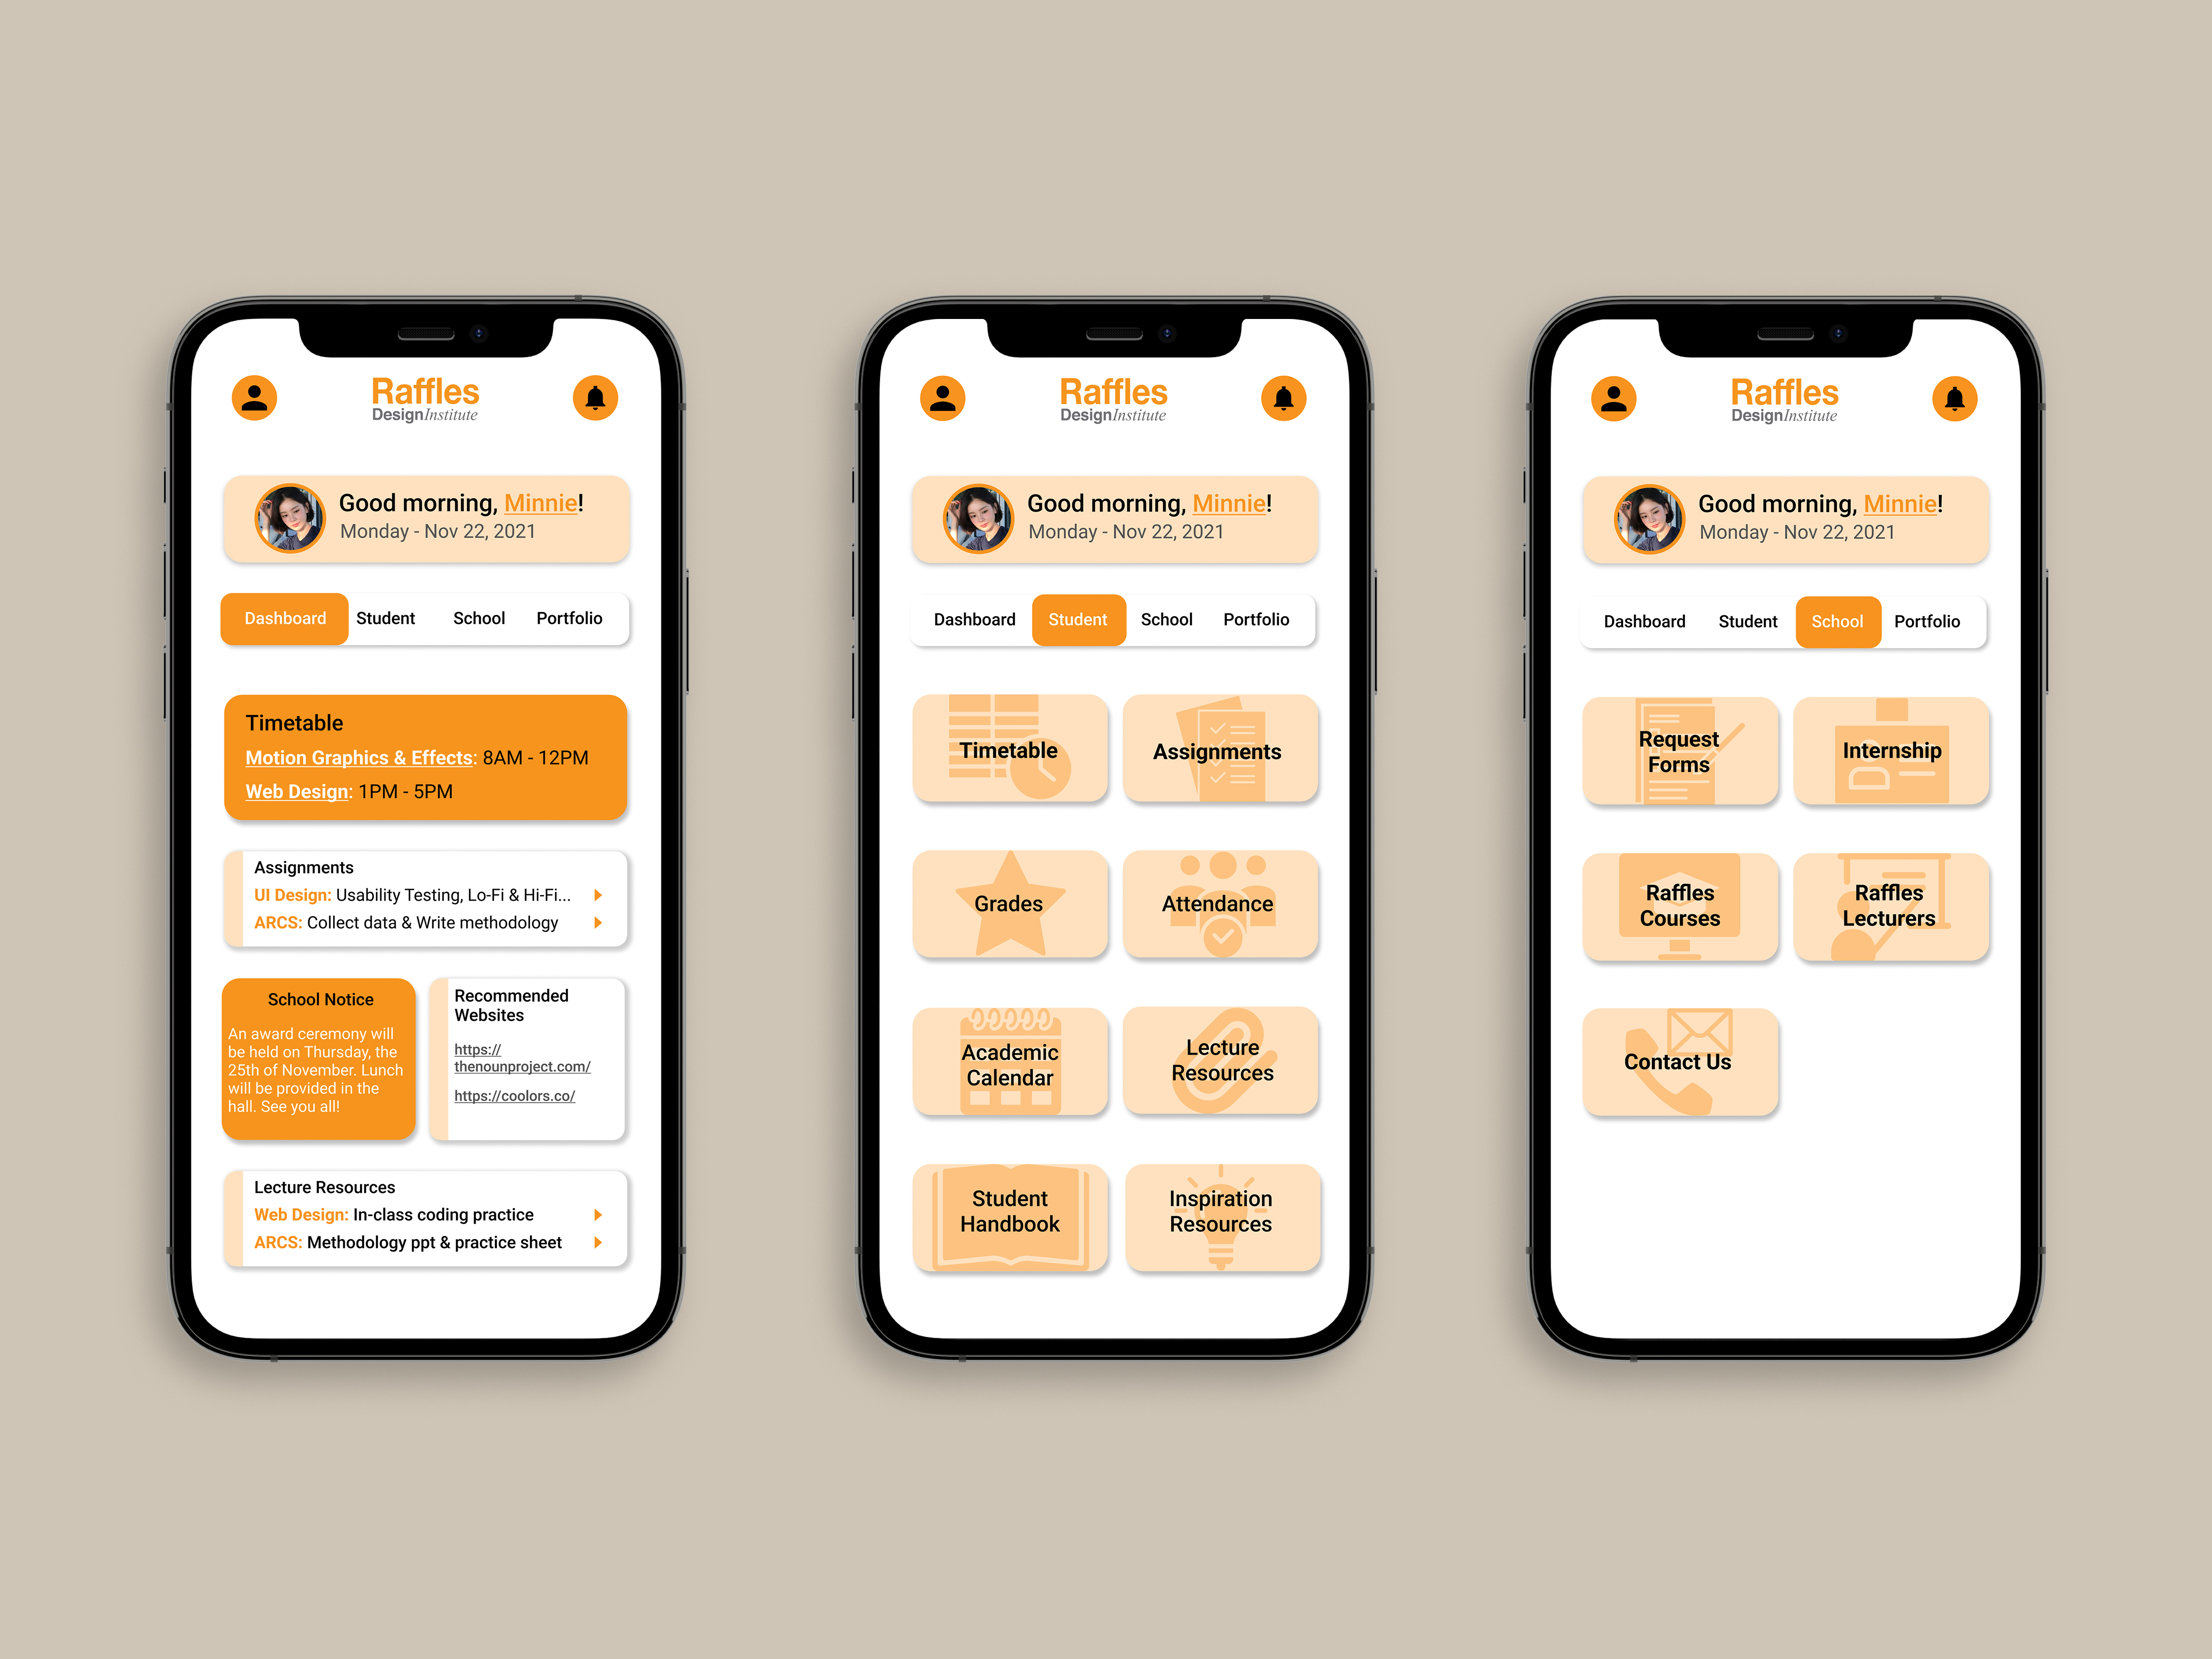 Raffles
DesignInstitute
Good morning, Minnie!
Monday - Nov 22, 2021
Dashboard Student School Portfolio
Timetable
Motion Graphics & Effects: 8AM - 12PM
Web Design: 1PM - 5PM
Assignments
UI Design: Usability Testing, Lo-Fi & Hi-Fi...
ARCS: Collect data & Write methodology
School Notice
An award ceremony will
be held on Thursday, the
25th of November. Lunch
will be provided in the
hall. See you all!
Recommended
Websites
https://
thenounproject.com/
https://coolors.co/
Lecture Resources
Web Design: In-class coding practice
ARCS: Methodology ppt & practice sheet
Raffles
DesignInstitute
Good morning, Minnie!
Monday - Nov 22, 2021
Dashboard Student School Portfolio
Timetable
Assignments
Grades
Attendance
Academic
Calendar
Lecture
Resources
Student
Handbook
Inspiration
Resources
Raffles
DesignInstitute
Good morning, Minnie!
Monday - Nov 22, 2021
Dashboard Student School Portfolio
Request
Forms
Internship
Raffles
Courses
Raffles
Lecturers
Contact Us